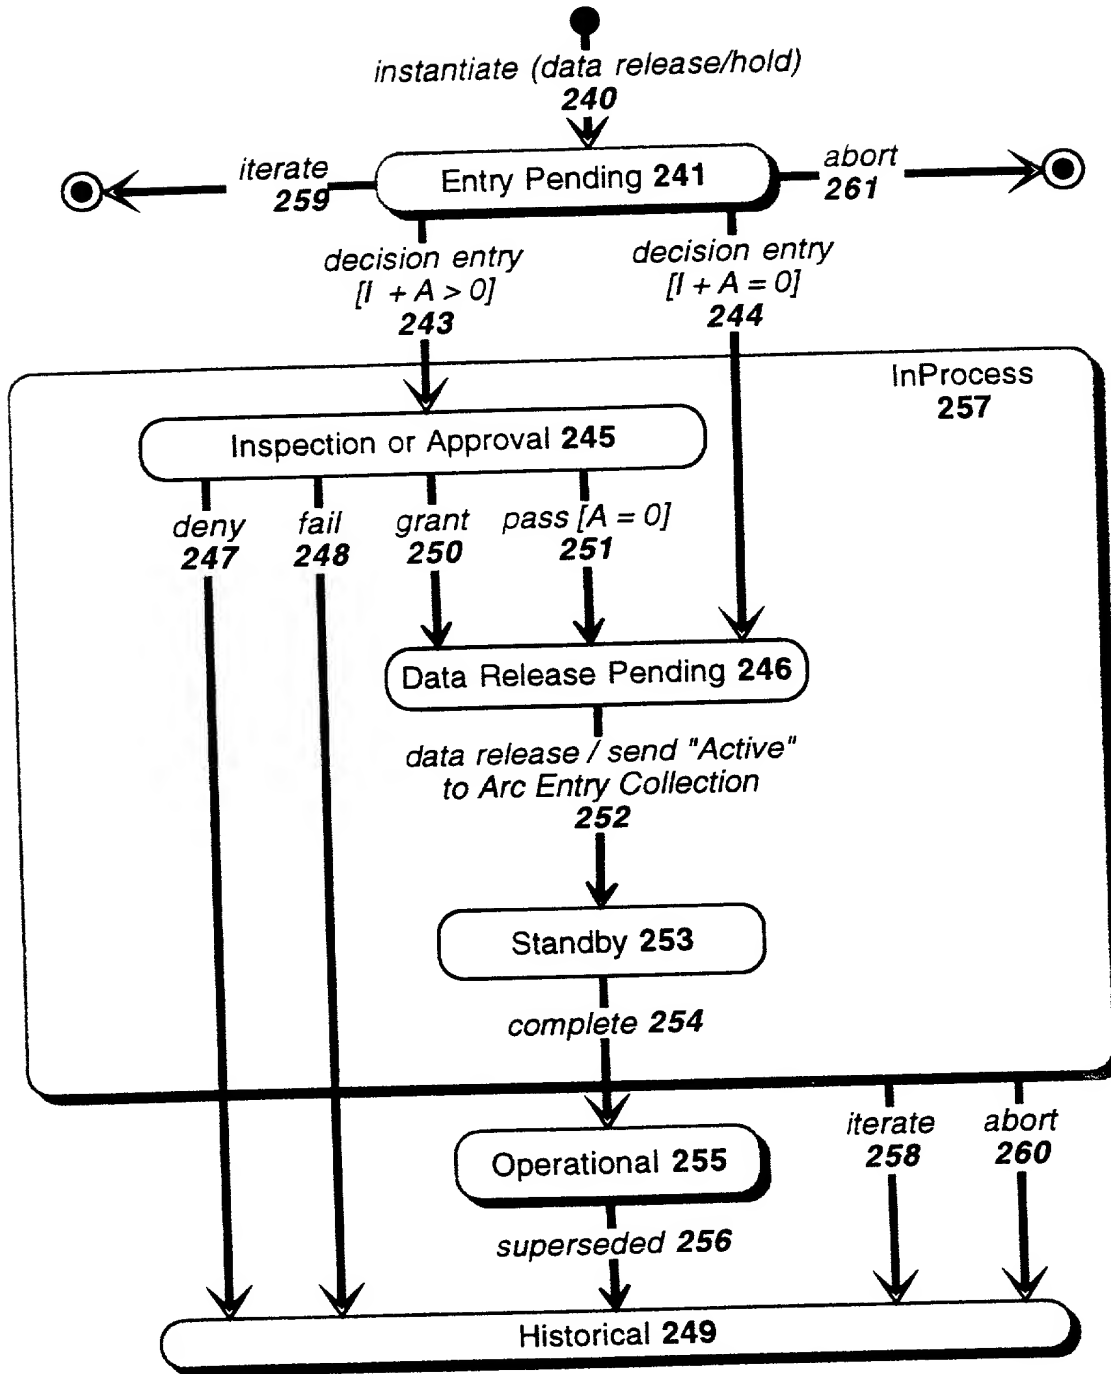 instantiate (data release/hold)
240
iterate
259
Entry Pending 241
abort
261
decision entry
[I + A > 0]
243
decision entry
[I + A = 0]
244
InProcess
257
Inspection or Approval 245
deny
247
fail
248
grant
250
pass [A = 0]
251
Data Release Pending 246
data release / send "Active"
to Arc Entry Collection
252
Standby 253
complete 254
iterate
258
abort
260
Operational 255
superseded 256
Historical 249